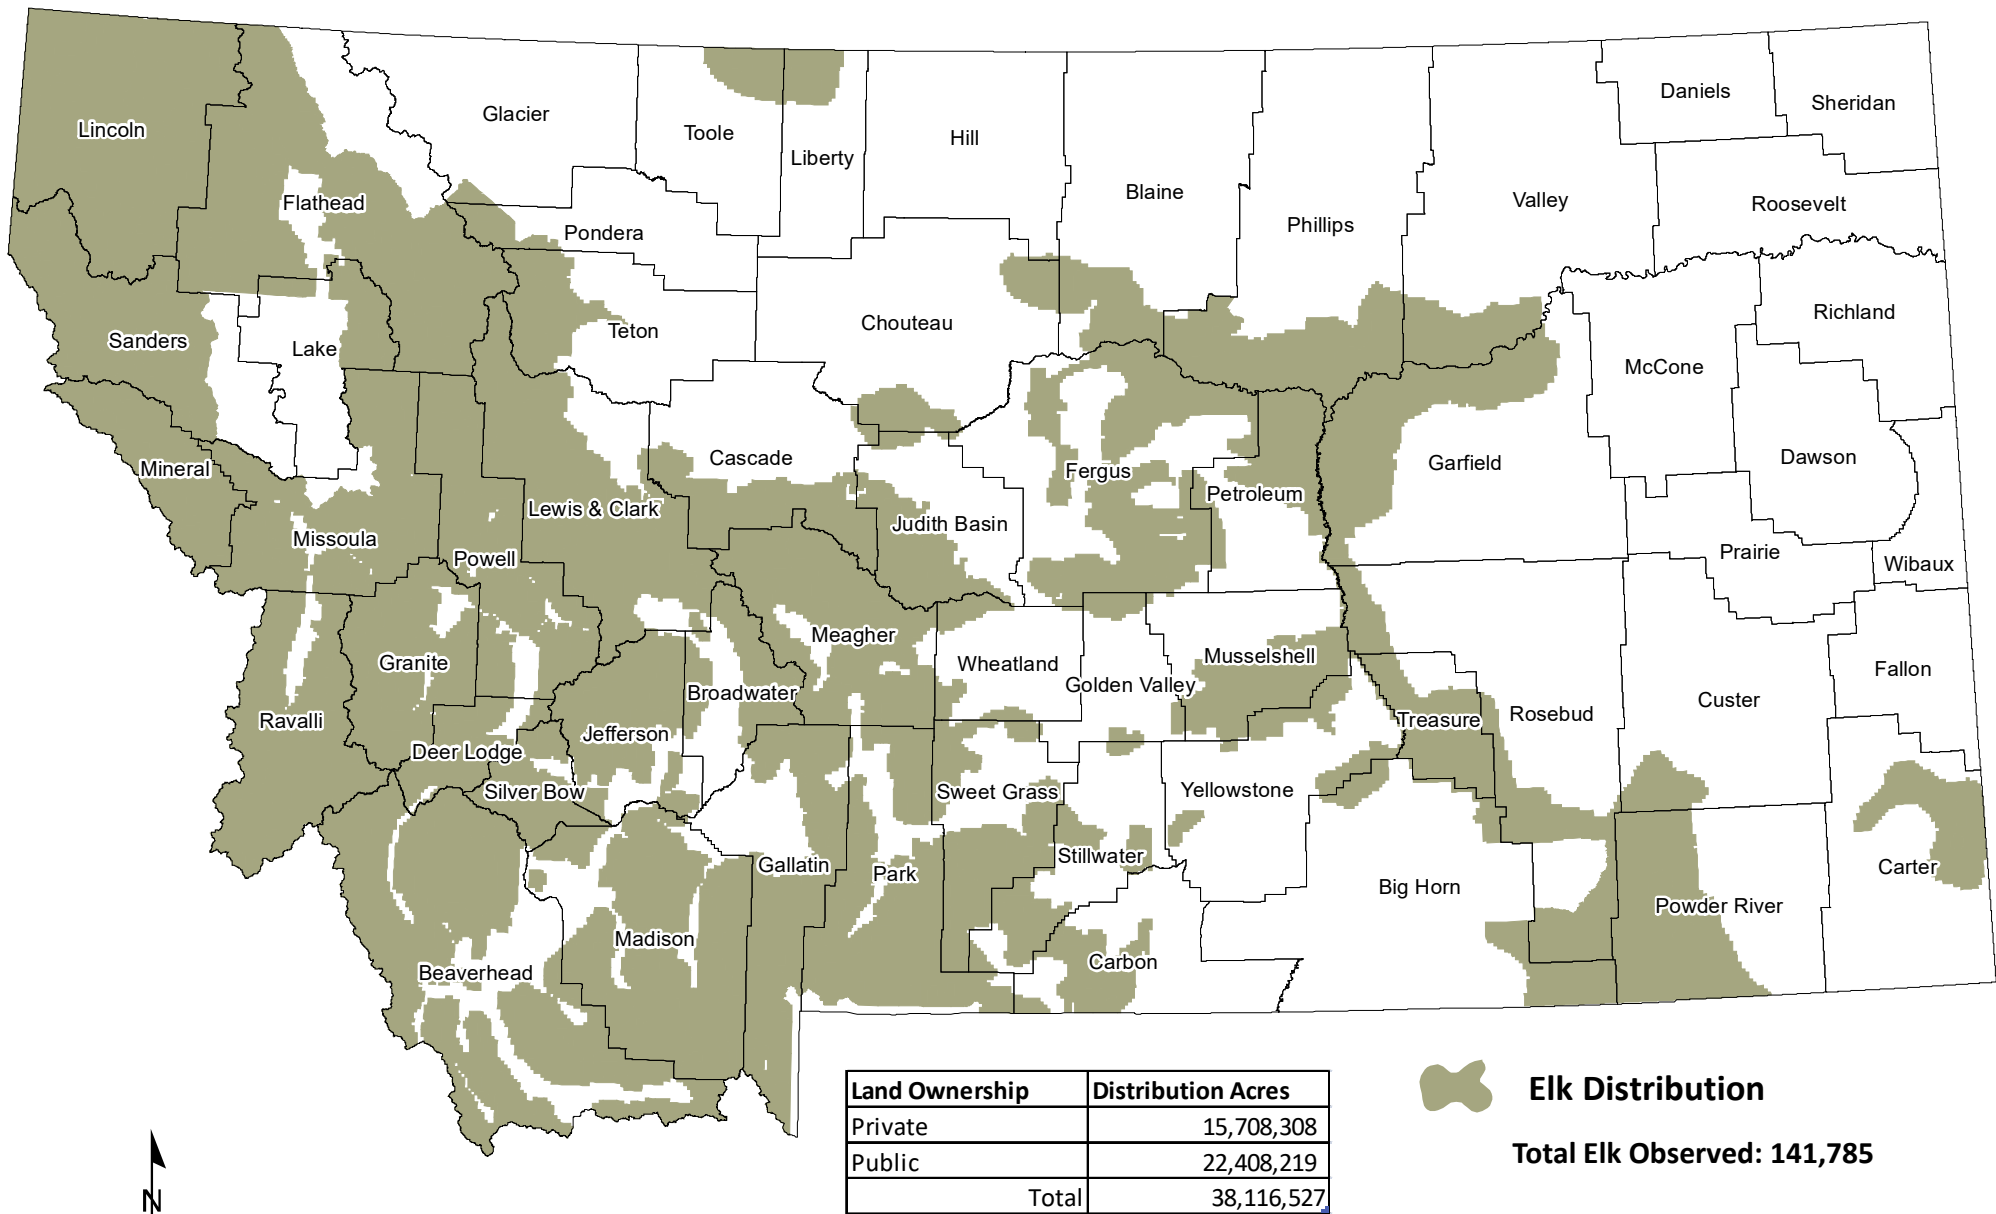 Lincoln
Flathead
Glacier
Toole
Liberty
Hill
Blaine
Phillips
Valley
Daniels
Sheridan
Roosevelt
Pondera
Teton
Chouteau
Sanders
Lake
McCone
Richland
Dawson
Mineral
Missoula
Powell
Lewis & Clark
Cascade
Judith Basin
Fergus
Petroleum
Garfield
Prairie
Wibaux
Ravalli
Granite
Deer Lodge
Silver Bow
Jefferson
Broadwater
Meagher
Wheatland
Golden Valley
Musselshell
Treasure
Rosebud
Custer
Fallon
Beaverhead
Madison
Gallatin
Park
Sweet Grass
Stillwater
Carbon
Yellowstone
Big Horn
Powder River
Carter
N
Land Ownership Distribution Acres
Private 15,708,308
Public 22,408,219
Total 38,116,527
Elk Distribution
Total Elk Observed: 141,785